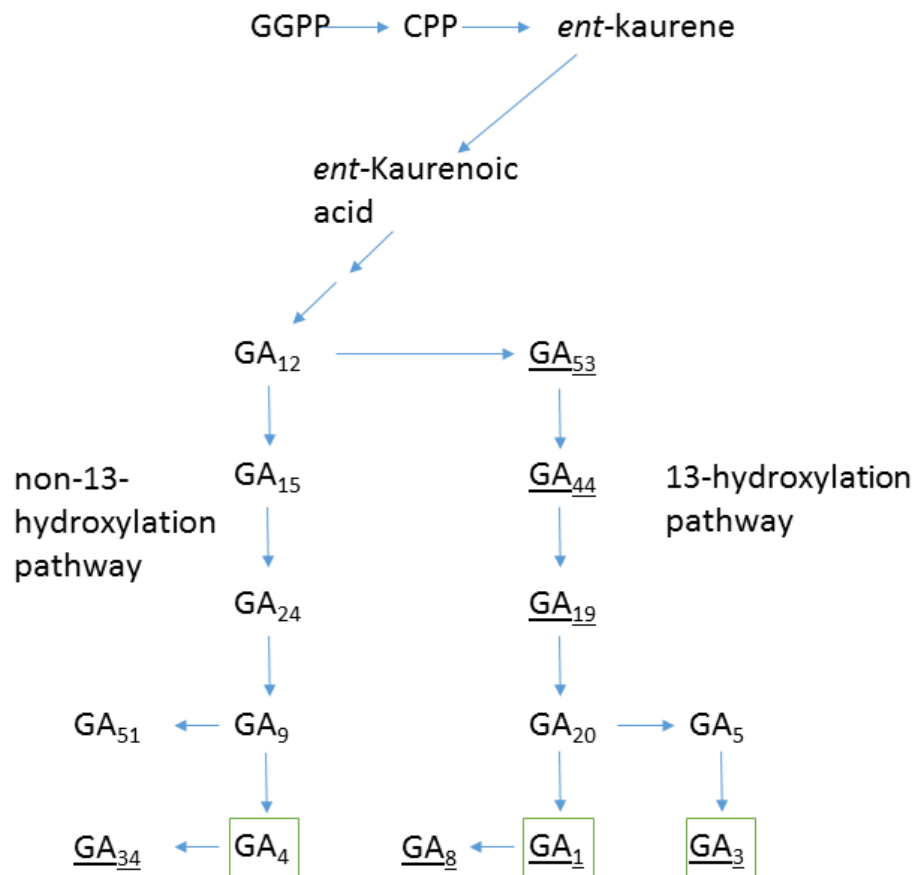 GGPP CPP ent-kaurene
ent-Kaurenoic
acid
GA12 GA53
GA15 GA44
non-13-
hydroxylation
pathway
13-hydroxylation
pathway
GA24 GA19
GA51 GA9 GA20 GA5
GA34 GA4 GA8 GA1 GA3